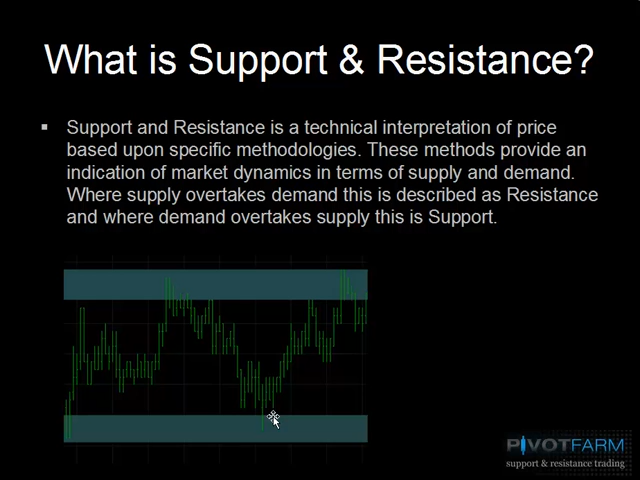 What is Support & Resistance?
▪ Support and Resistance is a technical interpretation of price
based upon specific methodologies. These methods provide an
indication of market dynamics in terms of supply and demand.
Where supply overtakes demand this is described as Resistance
and where demand overtakes supply this is Support.
PIVOTFARM
support & resistance trading